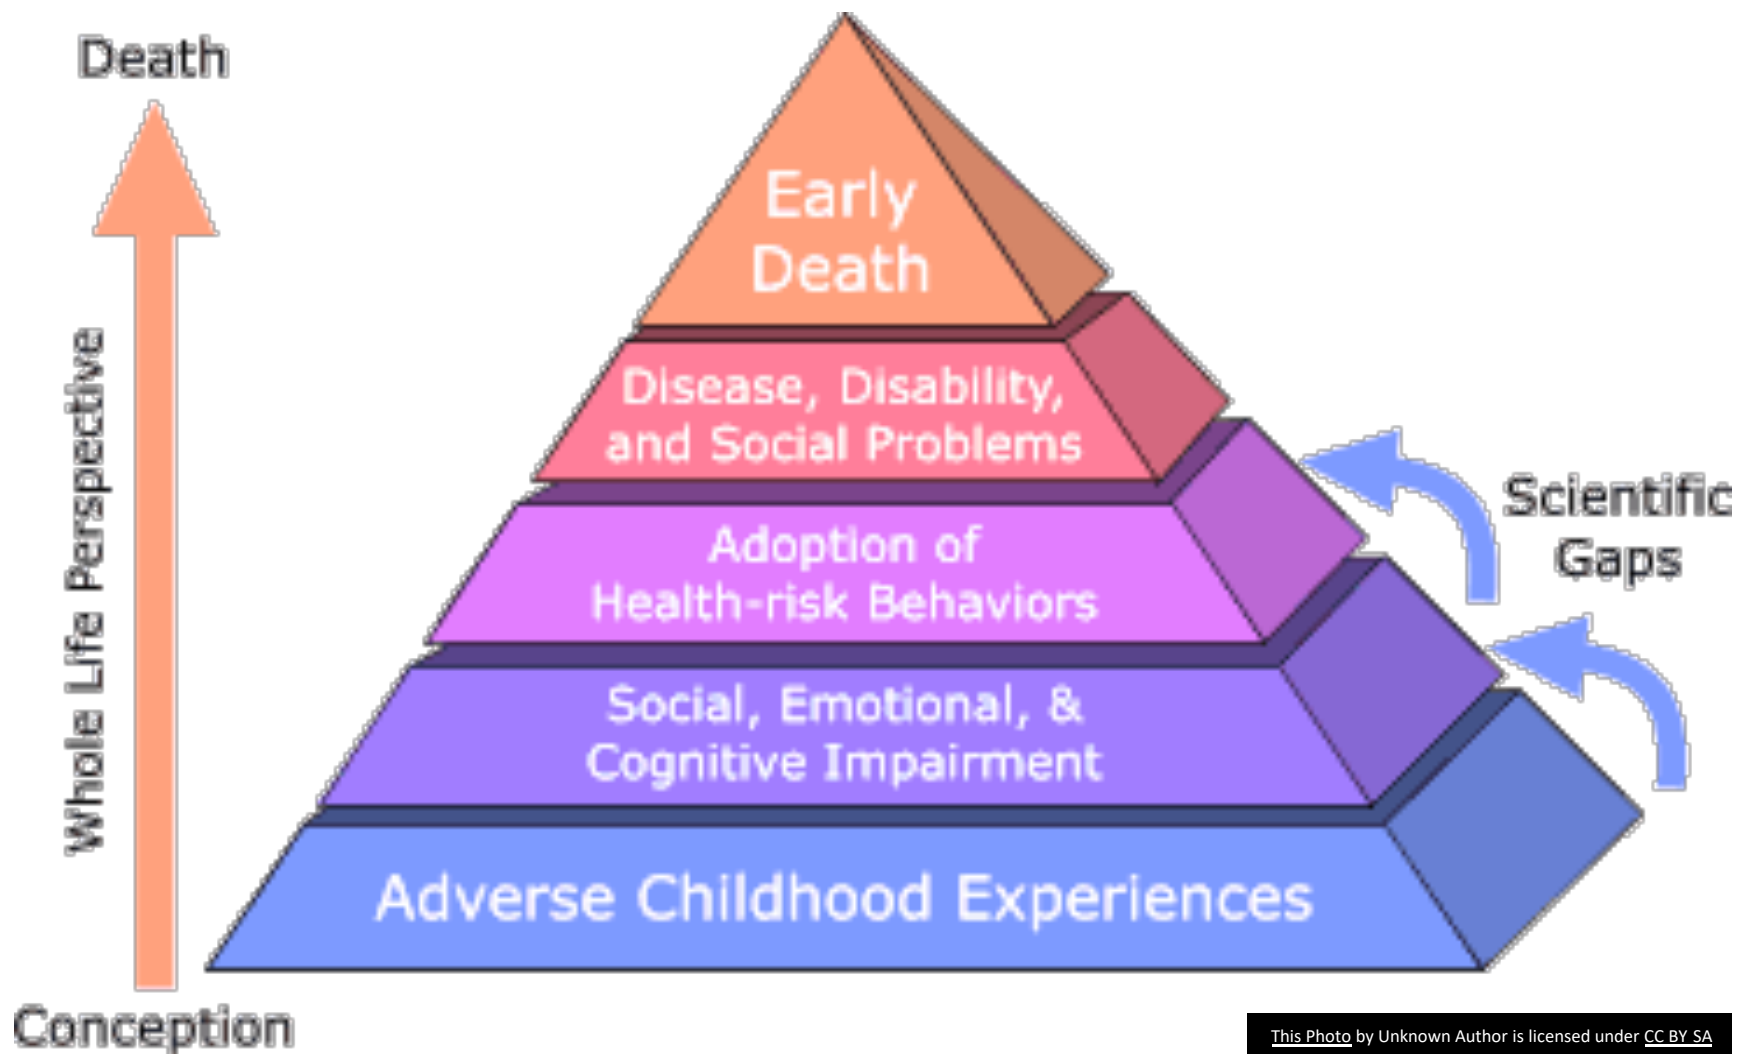 Death
Whole Life Perspective
Conception
Early
Death
Disease, Disability,
and Social Problems
Adoption of
Health-risk Behaviors
Social, Emotional, &
Cognitive Impairment
Adverse Childhood Experiences
Scientific
Gaps
This Photo by Unknown Author is licensed under CC BY SA